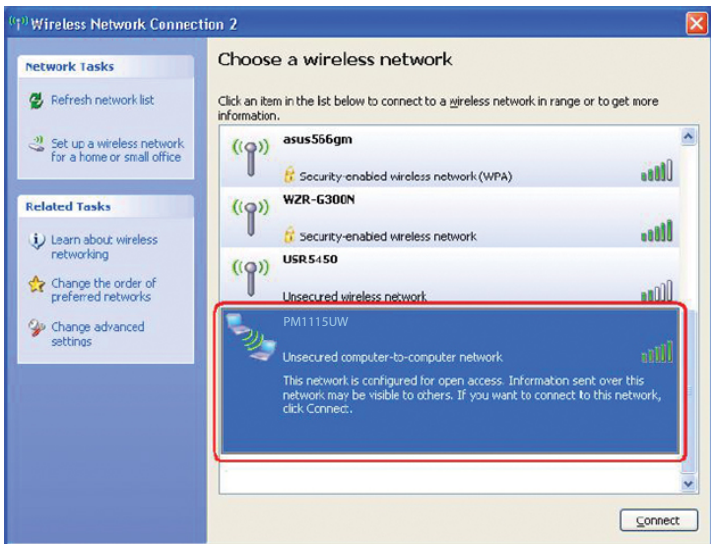 Wireless Network Connection 2
Network Tasks
Refresh network list
Set up a wireless network
for a home or small office
Related Tasks
Learn about wireless
networking
Change the order of
preferred networks
Change advanced
settings
Choose a wireless network
Click an item in the list below to connect to a wireless network in range or to get more
information.
asus566gm
Security-enabled wireless network (WPA)
WZR-G300N
Security-enabled wireless network
USR5450
Unsecured wireless network
PM1115UW
Unsecured computer-to-computer network
This network is configured for open access. Information sent over this
network may be visible to others. If you want to connect to this network,
click Connect.
Connect